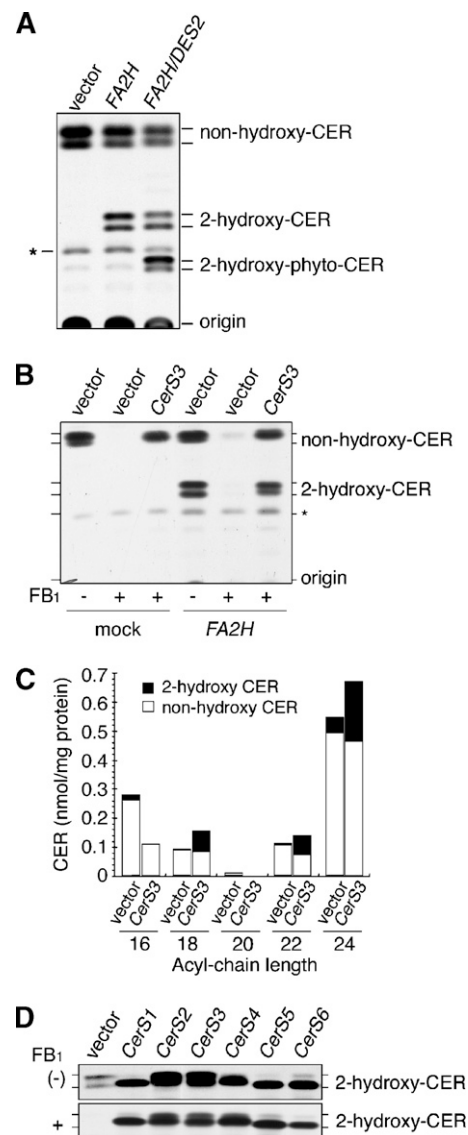 A
vector
FA2H
FA2H/DES2
non-hydroxy-CER
2-hydroxy-CER
*
2-hydroxy-phyto-CER
origin
B
vector
vector
CerS3
vector
vector
CerS3
non-hydroxy-CER
2-hydroxy-CER
*
origin
FB1 - + + - + +
mock FA2H
C
CER (nmol/mg protein)
0.7
0.6
0.5
0.4
0.3
0.2
0.1
0
2-hydroxy CER
non-hydroxy CER
vector CerS3 vector CerS3 vector CerS3 vector CerS3 vector CerS3
16 18 20 22 24
Acyl-chain length
D
vector
CerS1
CerS2
CerS3
CerS4
CerS5
CerS6
FB1
(-) 2-hydroxy-CER
+ 2-hydroxy-CER